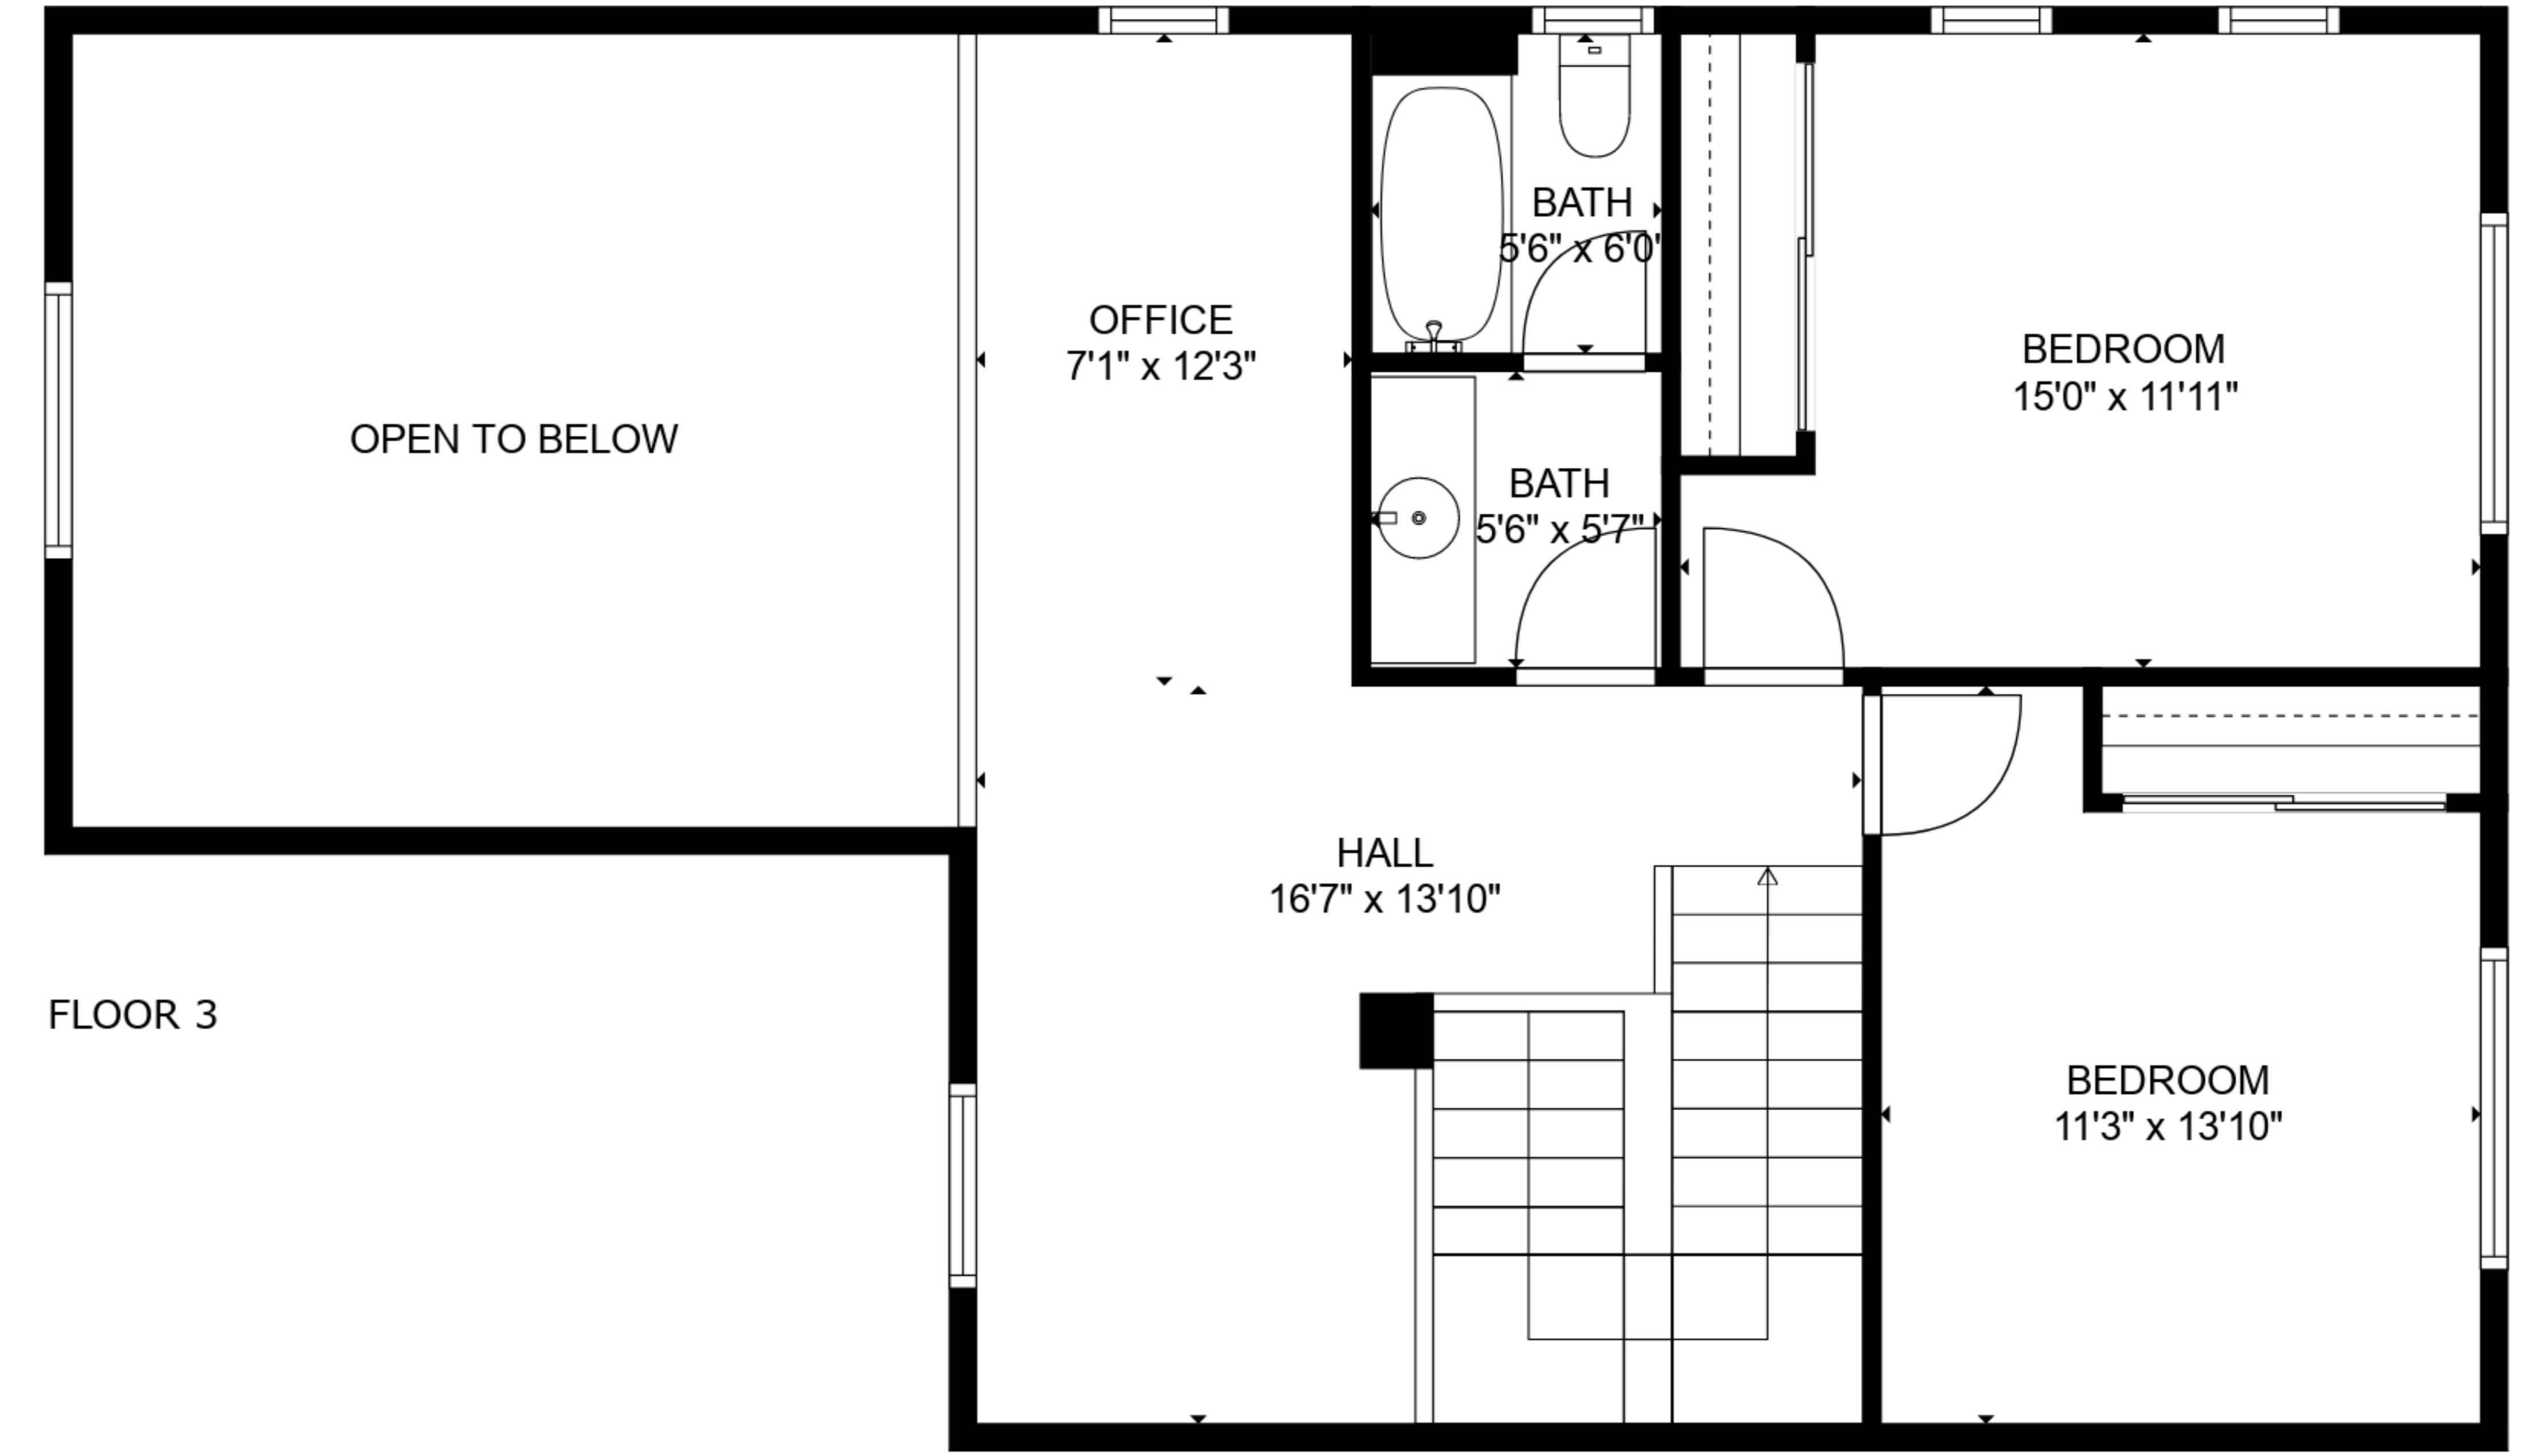 BATH
5'6" x 6'0"
OFFICE
7'1" x 12'3"
BEDROOM
15'0" x 11'11"
OPEN TO BELOW
BATH
5'6" x 5'7"
HALL
16'7" x 13'10"
FLOOR 3
BEDROOM
11'3" x 13'10"